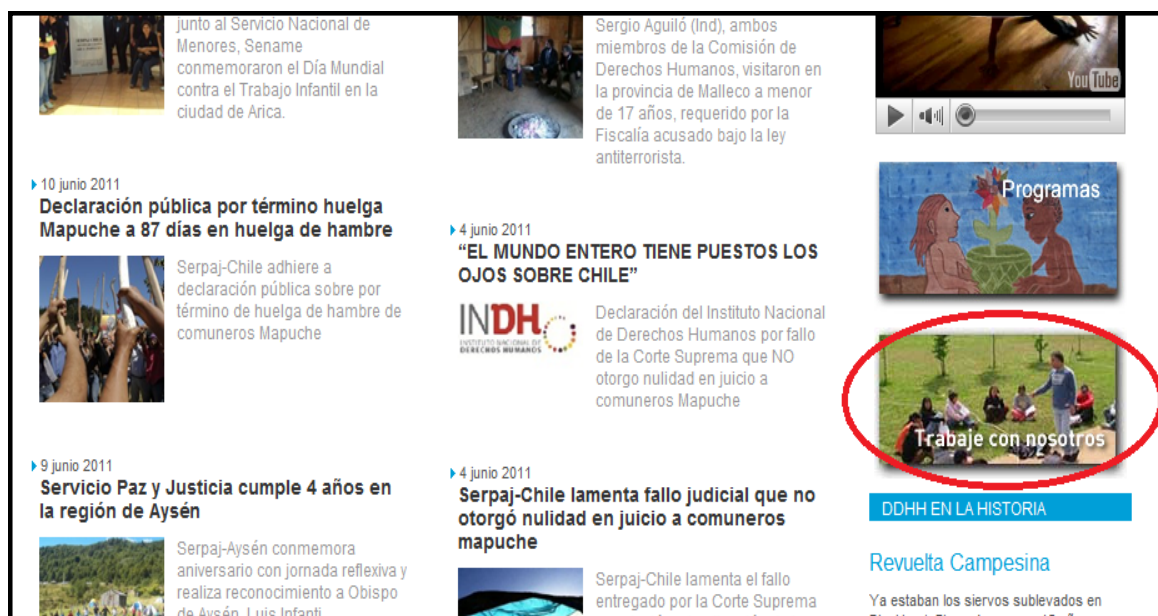 junto al Servicio Nacional de
Menores, Sename
conmemoraron el Día Mundial
contra el Trabajo Infantil en la
ciudad de Arica.
10 junio 2011
Declaración pública por término huelga
Mapuche a 87 días en huelga de hambre
Serpaj-Chile adhiere a
declaración pública sobre por
término de huelga de hambre de
comuneros Mapuche
9 junio 2011
Servicio Paz y Justicia cumple 4 años en
la región de Aysén
Serpaj-Aysén conmemora
aniversario con jornada reflexiva y
realiza reconocimiento a Obispo
de Aysén, Luis Infanti
Sergio Aguiló (Ind), ambos
miembros de la Comisión de
Derechos Humanos, visitaron en
la provincia de Malleco a menor
de 17 años, requerido por la
Fiscalía acusado bajo la ley
antiterrorista.
4 junio 2011
“EL MUNDO ENTERO TIENE PUESTOS LOS
OJOS SOBRE CHILE”
INDH
INSTITUTO NACIONAL DE
DERECHOS HUMANOS
Declaración del Instituto Nacional
de Derechos Humanos por fallo
de la Corte Suprema que NO
otorgo nulidad en juicio a
comuneros Mapuche
4 junio 2011
Serpaj-Chile lamenta fallo judicial que no
otorgó nulidad en juicio a comuneros
mapuche
Serpaj-Chile lamenta el fallo
entregado por la Corte Suprema
YouTube
Programas
Trabaje con nosotros
DDHH EN LA HISTORIA
Revuelta Campesina
Ya estaban los siervos sublevados en